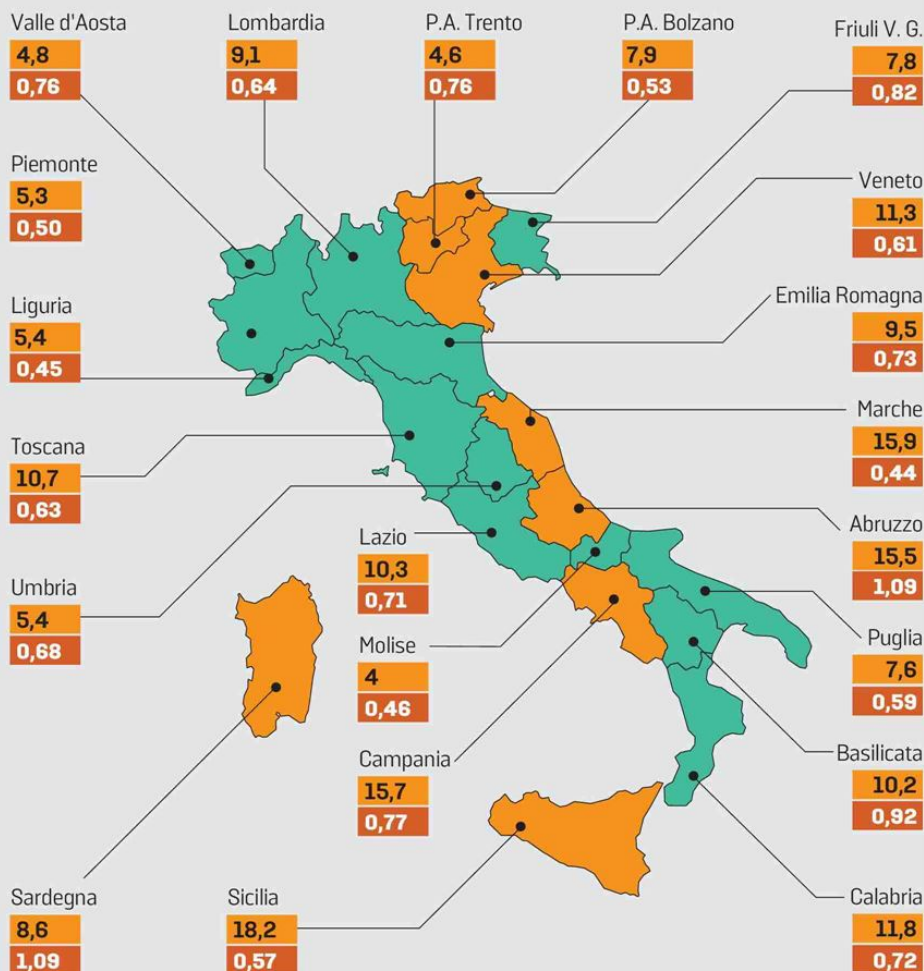 Valle d'Aosta
4,8
0,76
Lombardia
9,1
0,64
P.A. Trento
4,6
0,76
P.A. Bolzano
7,9
0,53
Friuli V. G.
7,8
0,82
Piemonte
5,3
0,50
Veneto
11,3
0,61
Liguria
5,4
0,45
Emilia Romagna
9,5
0,73
Marche
15,9
0,44
Toscana
10,7
0,63
Abruzzo
15,5
1,09
Lazio
10,3
0,71
Umbria
5,4
0,68
Molise
4
0,46
Puglia
7,6
0,59
Campania
15,7
0,77
Basilicata
10,2
0,92
Sardegna
8,6
1,09
Sicilia
18,2
0,57
Calabria
11,8
0,72